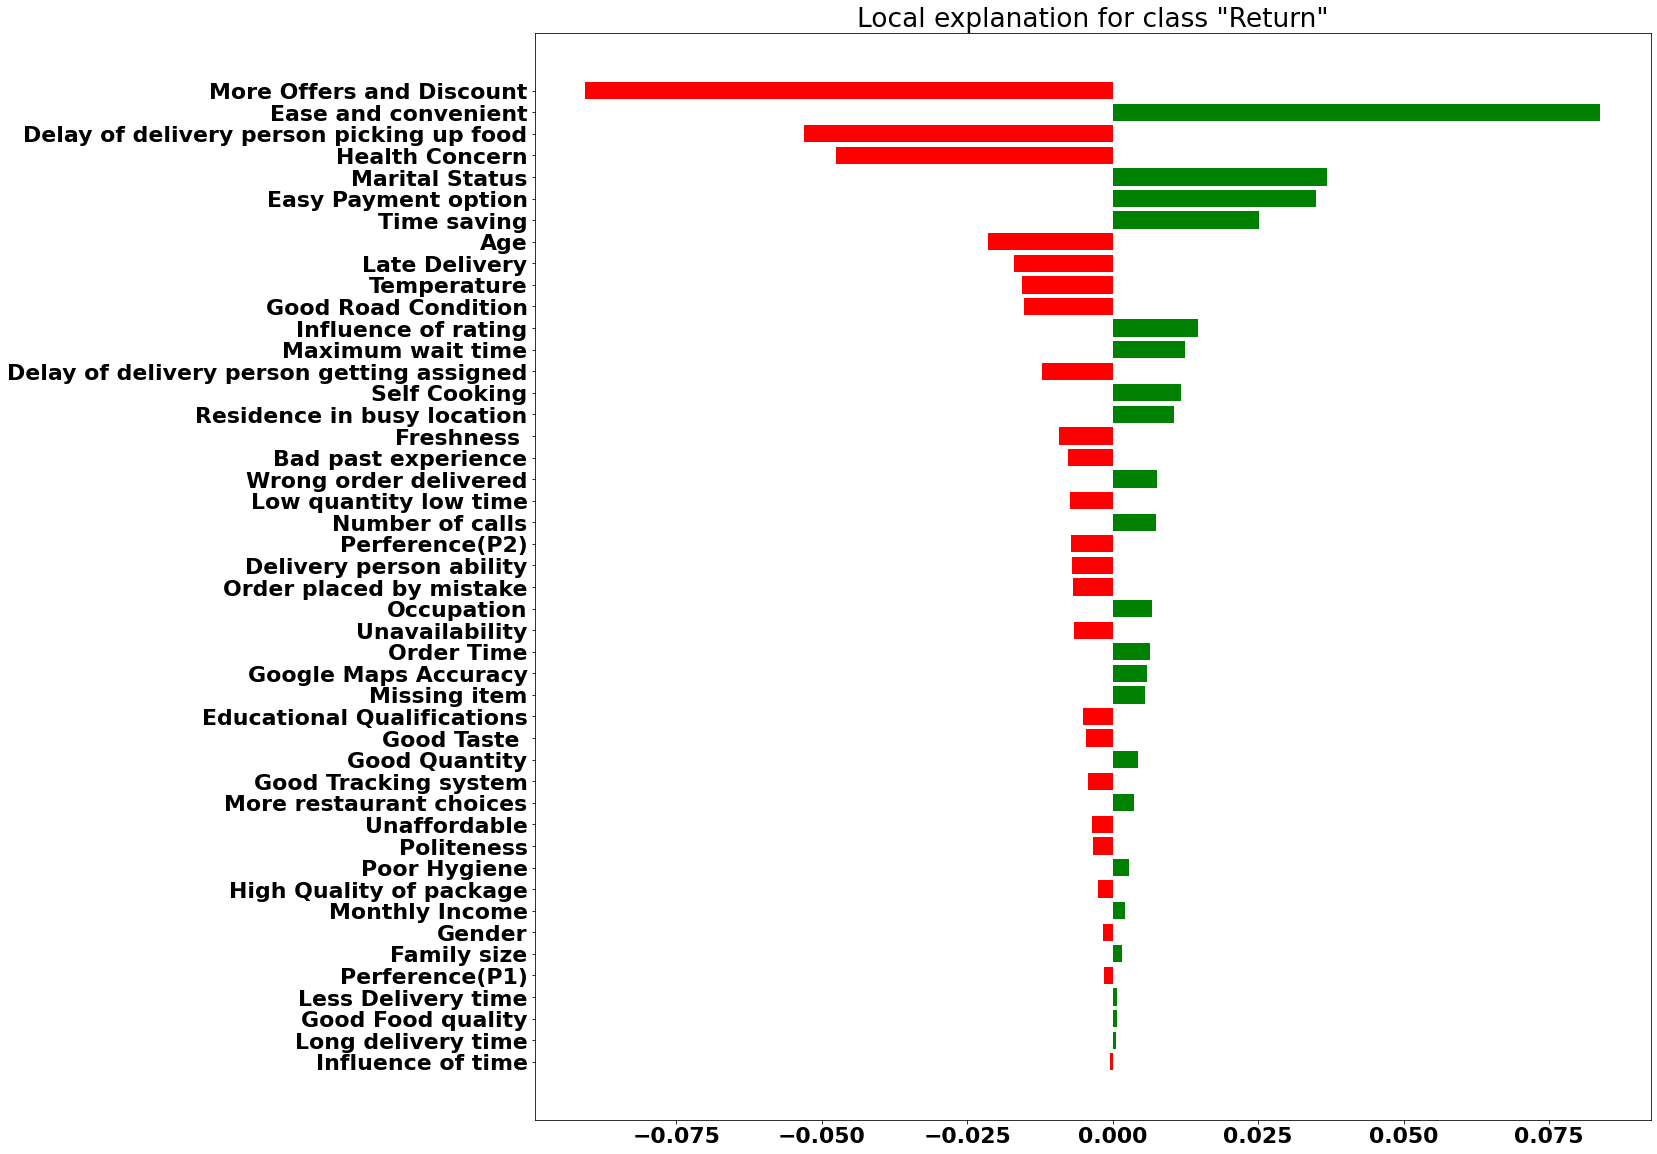 Local explanation for class "Return"
More Offers and Discount
Ease and convenient
Delay of delivery person picking up food
Health Concern
Marital Status
Easy Payment option
Time saving
Age
Late Delivery
Temperature
Good Road Condition
Influence of rating
Maximum wait time
Delay of delivery person getting assigned
Self Cooking
Residence in busy location
Freshness
Bad past experience
Wrong order delivered
Low quantity low time
Number of calls
Perference(P2)
Delivery person ability
Order placed by mistake
Occupation
Unavailability
Order Time
Google Maps Accuracy
Missing item
Educational Qualifications
Good Taste
Good Quantity
Good Tracking system
More restaurant choices
Unaffordable
Politeness
Poor Hygiene
High Quality of package
Monthly Income
Gender
Family size
Perference(P1)
Less Delivery time
Good Food quality
Long delivery time
Influence of time
−0.075 −0.050 −0.025 0.000 0.025 0.050 0.075